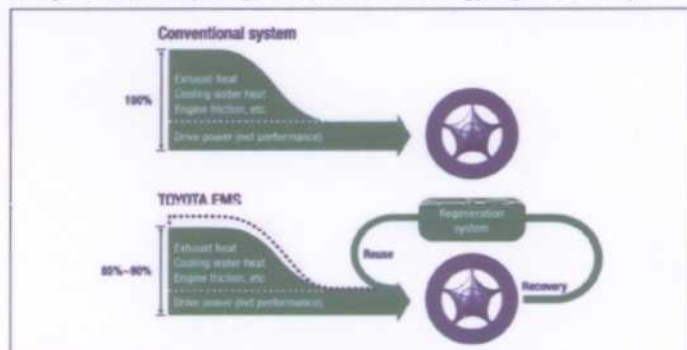 Conventional system
100%
Exhaust heat
Cooling water heat
Engine friction, etc.
Drive power (net performance)
TOYOTA EMS
85%~90%
Exhaust heat
Cooling water heat
Engine friction, etc
Drive power (net performance)
Regeneration
system
Reuse
Recovery